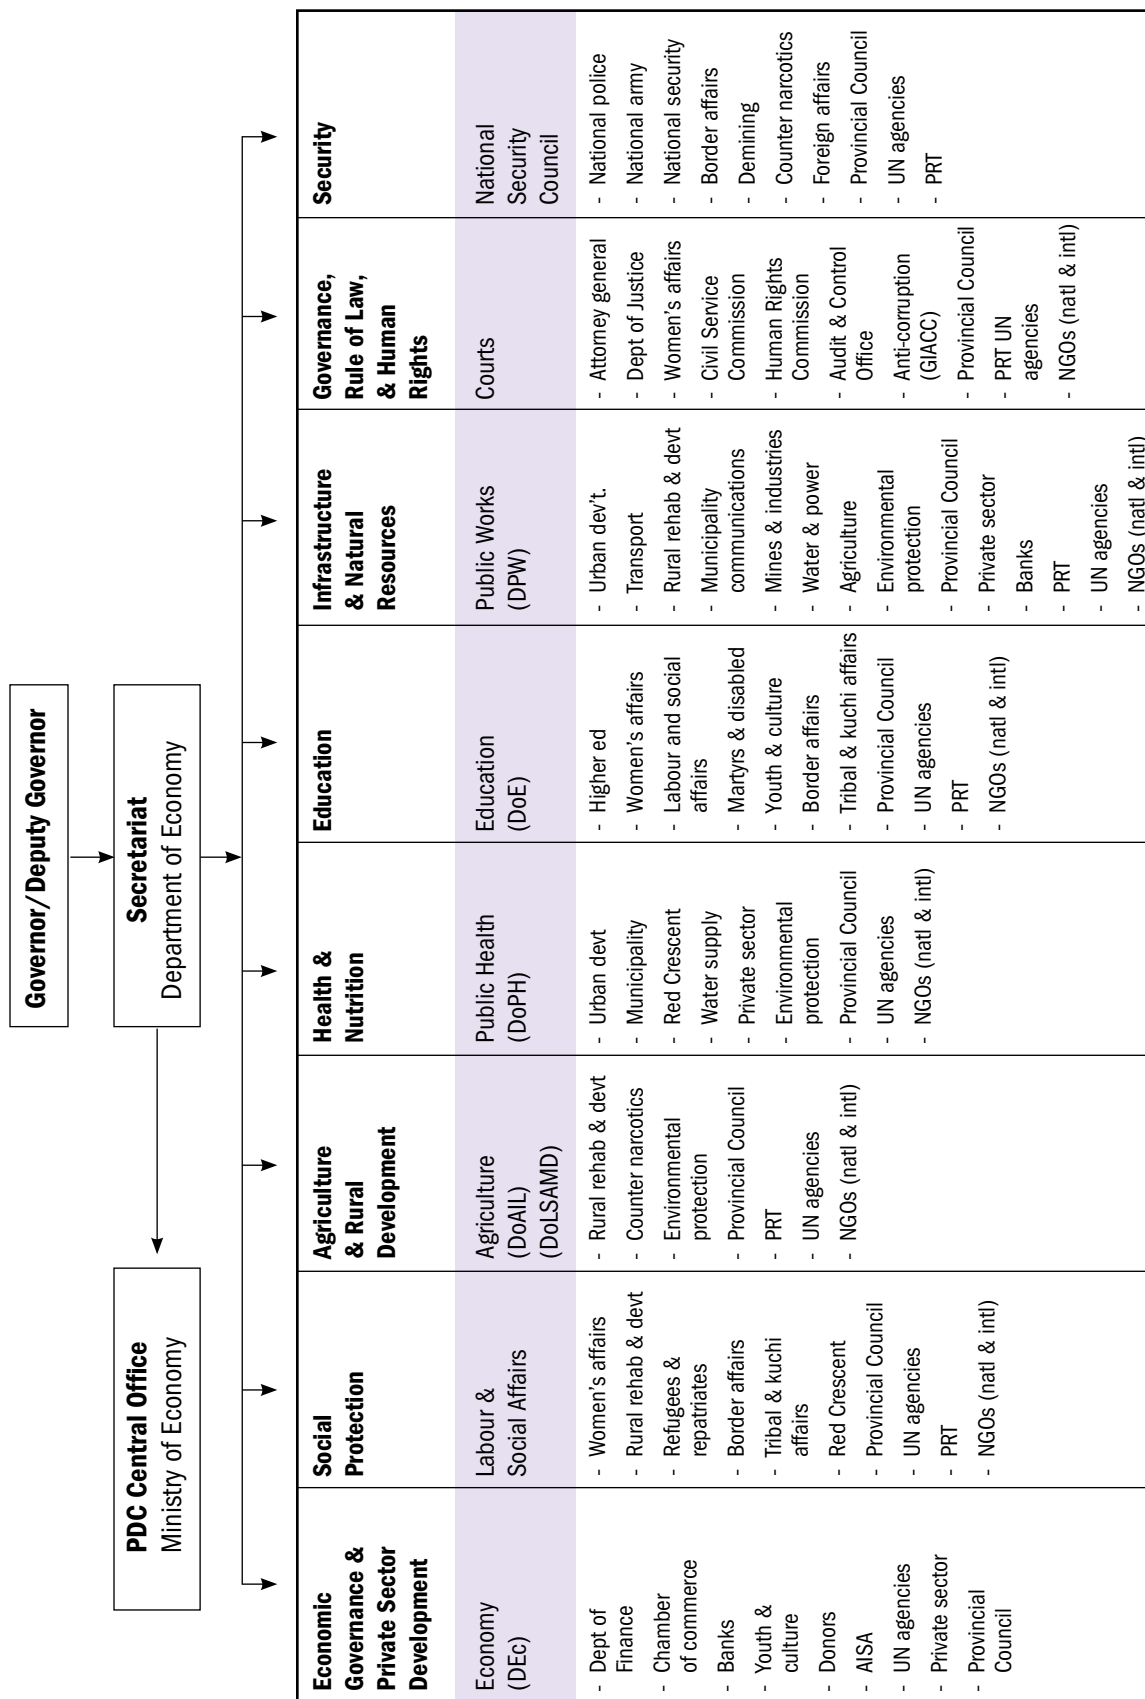 Governor/Deputy Governor
Secretariat
Department of Economy
PDC Central Office
Ministry of Economy
Economic
Governance &
Private Sector
Development
Economy
(DEc)
- Dept of
Finance
- Chamber
of commerce
- Banks
- Youth &
culture
- Donors
- AISA
- UN agencies
- Private sector
- Provincial
Council
Social
Protection
Labour &
Social Affairs
- Women's affairs
- Rural rehab & devt
- Refugees &
repatriates
- Border affairs
- Tribal & kuchi
affairs
- Red Crescent
- Provincial Council
- UN agencies
- PRT
- NGOs (natl & intl)
Agriculture
& Rural
Development
Agriculture
(DoAIL)
(DoLSAMD)
- Rural rehab & devt
- Counter narcotics
- Environmental
protection
- Provincial Council
- PRT
- UN agencies
- NGOs (natl & intl)
Health &
Nutrition
Public Health
(DoPH)
- Urban devt
- Municipality
- Red Crescent
- Water supply
- Private sector
- Environmental
protection
- Provincial Council
- UN agencies
- NGOs (natl & intl)
Education
Education
(DoE)
- Higher ed
- Women's affairs
- Labour and social
affairs
- Martyrs & disabled
- Youth & culture
- Border affairs
- Tribal & kuchi affairs
- Provincial Council
- UN agencies
- PRT
- NGOs (natl & intl)
Infrastructure
& Natural
Resources
Public Works
(DPW)
- Urban dev't.
- Transport
- Rural rehab & devt
- Municipality
communications
- Mines & industries
- Water & power
- Agriculture
- Environmental
protection
- Provincial Council
- Private sector
- Banks
- PRT
- UN agencies
- NGOs (natl & intl)
Governance,
Rule of Law,
& Human
Rights
Courts
- Attorney general
- Dept of Justice
- Women's affairs
- Civil Service
Commission
- Human Rights
Commission
- Audit & Control
Office
- Anti-corruption
(GIACC)
- Provincial Council
- PRT UN
agencies
- NGOs (natl & intl)
Security
National
Security
Council
- National police
- National army
- National security
- Border affairs
- Demining
- Counter narcotics
- Foreign affairs
- Provincial Council
- UN agencies
- PRT